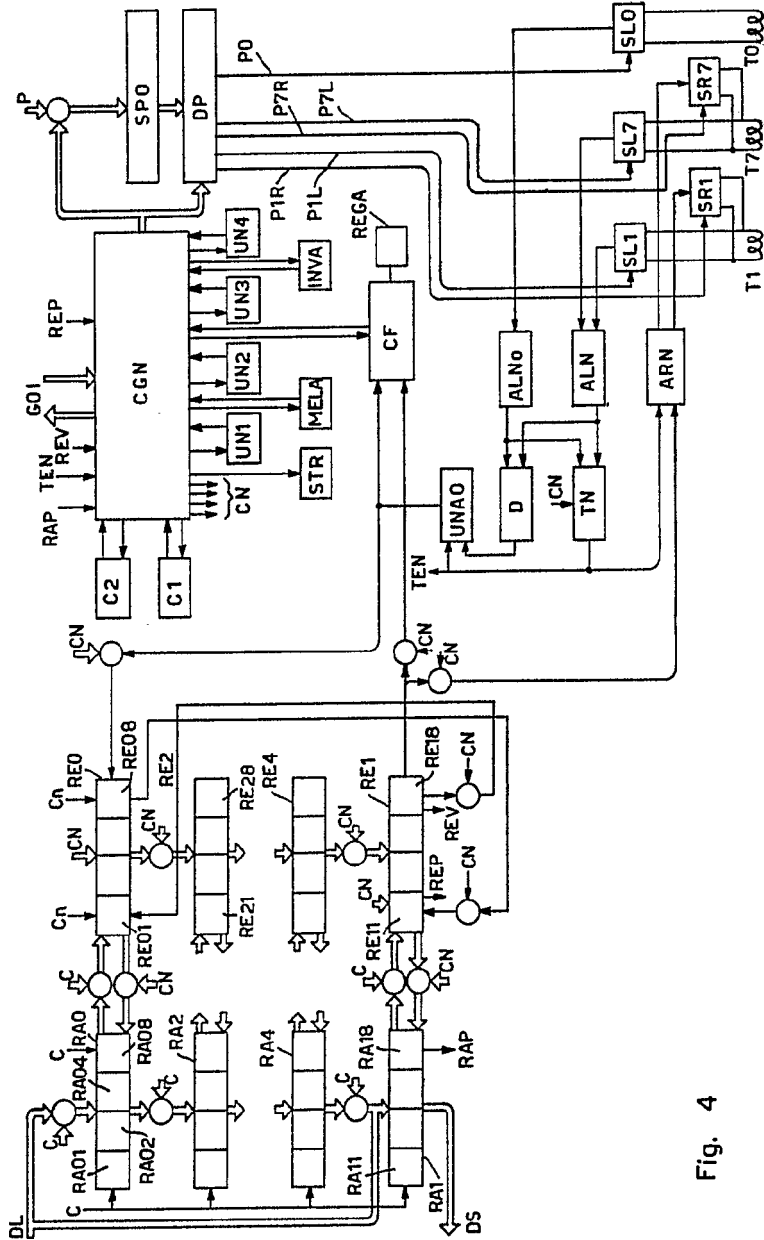 P
SPO
DP
P0
P7R
P7L
P1R
P1L
SL0
T0
SR7
SL7
T7
SR1
SL1
T1
REP
GOI
REV
TEN
RAP
CGN
UN4
INVA
UN3
UN2
MELA
UN1
STR
CN
C2
C1
REGA
CF
ALNo
ALN
ARN
UNAO
D
TN
CN
TEN
CN
CN
CN
Cn
CN
Cn
RE0
RE08
RE01
RE2
CN
RE28
RE21
RE4
CN
RE1
RE18
CN
RE11
REP
REV
CN
CN
C
CN
C
CN
DL
C
C
RA0
RA04
RA08
RA01
RA02
C
RA2
RA4
C
C
RA18
RAP
RA11
RA1
DS
Fig. 4